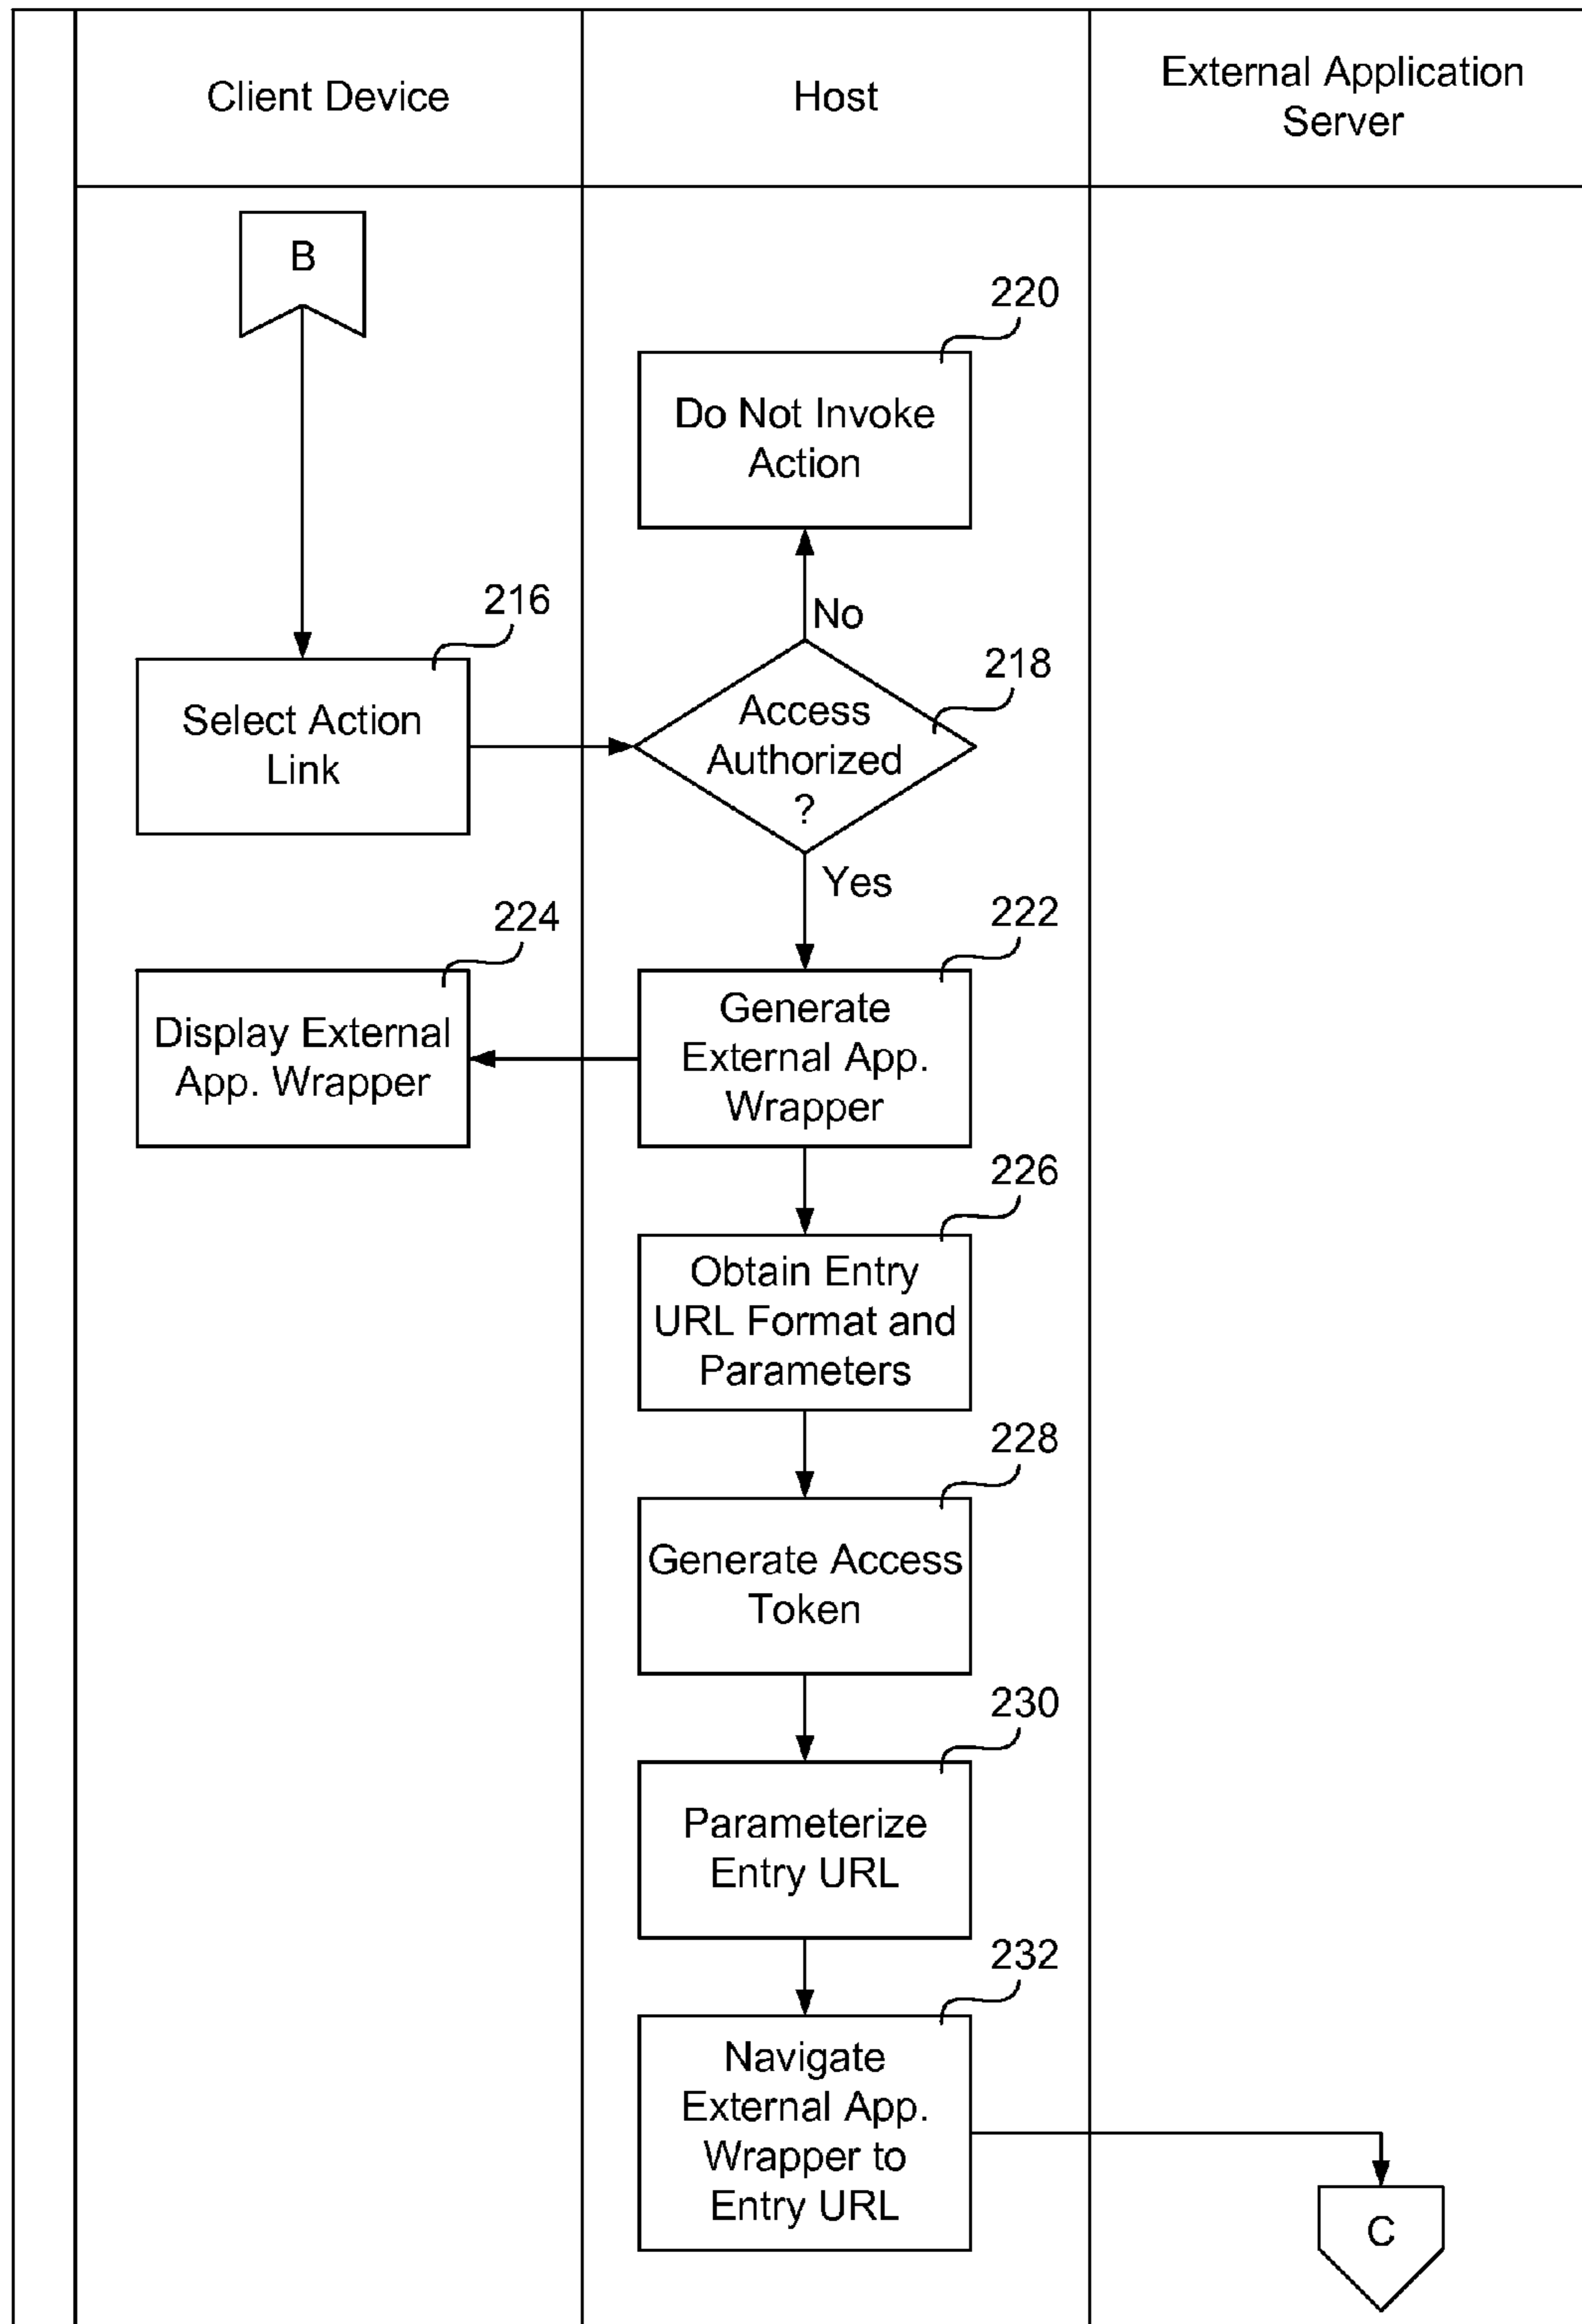 Client Device
Host
External Application
Server
B
220
Do Not Invoke
Action
No
216
218
Select Action
Link
Access
Authorized
?
Yes
224
222
Display External
App. Wrapper
Generate
External App.
Wrapper
226
Obtain Entry
URL Format and
Parameters
228
Generate Access
Token
230
Parameterize
Entry URL
232
Navigate
External App.
Wrapper to
Entry URL
C